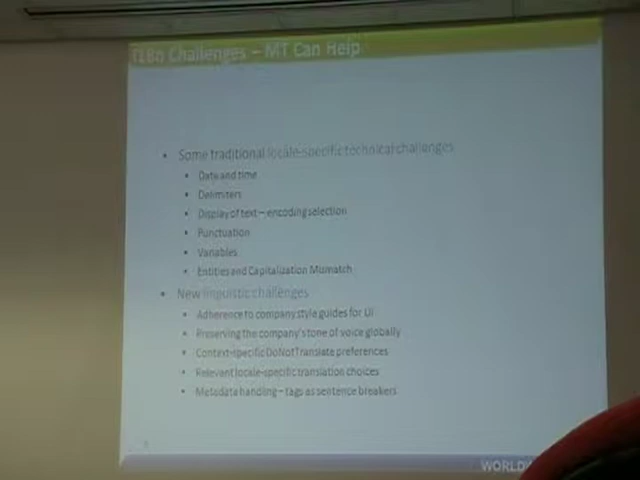 TLBn Challenges – MT Can Help
• Some traditional locale-specific technical challenges
• Date and time
• Delimiters
• Display of text – encoding selection
• Punctuation
• Variables
• Entities and Capitalization Mismatch
• New linguistic challenges
• Adherence to company style guides for UI
• Preserving the company's tone of voice globally
• Context-specific DoNotTranslate preferences
• Relevant locale-specific translation choices
• Metadata handling – tags as sentence breakers